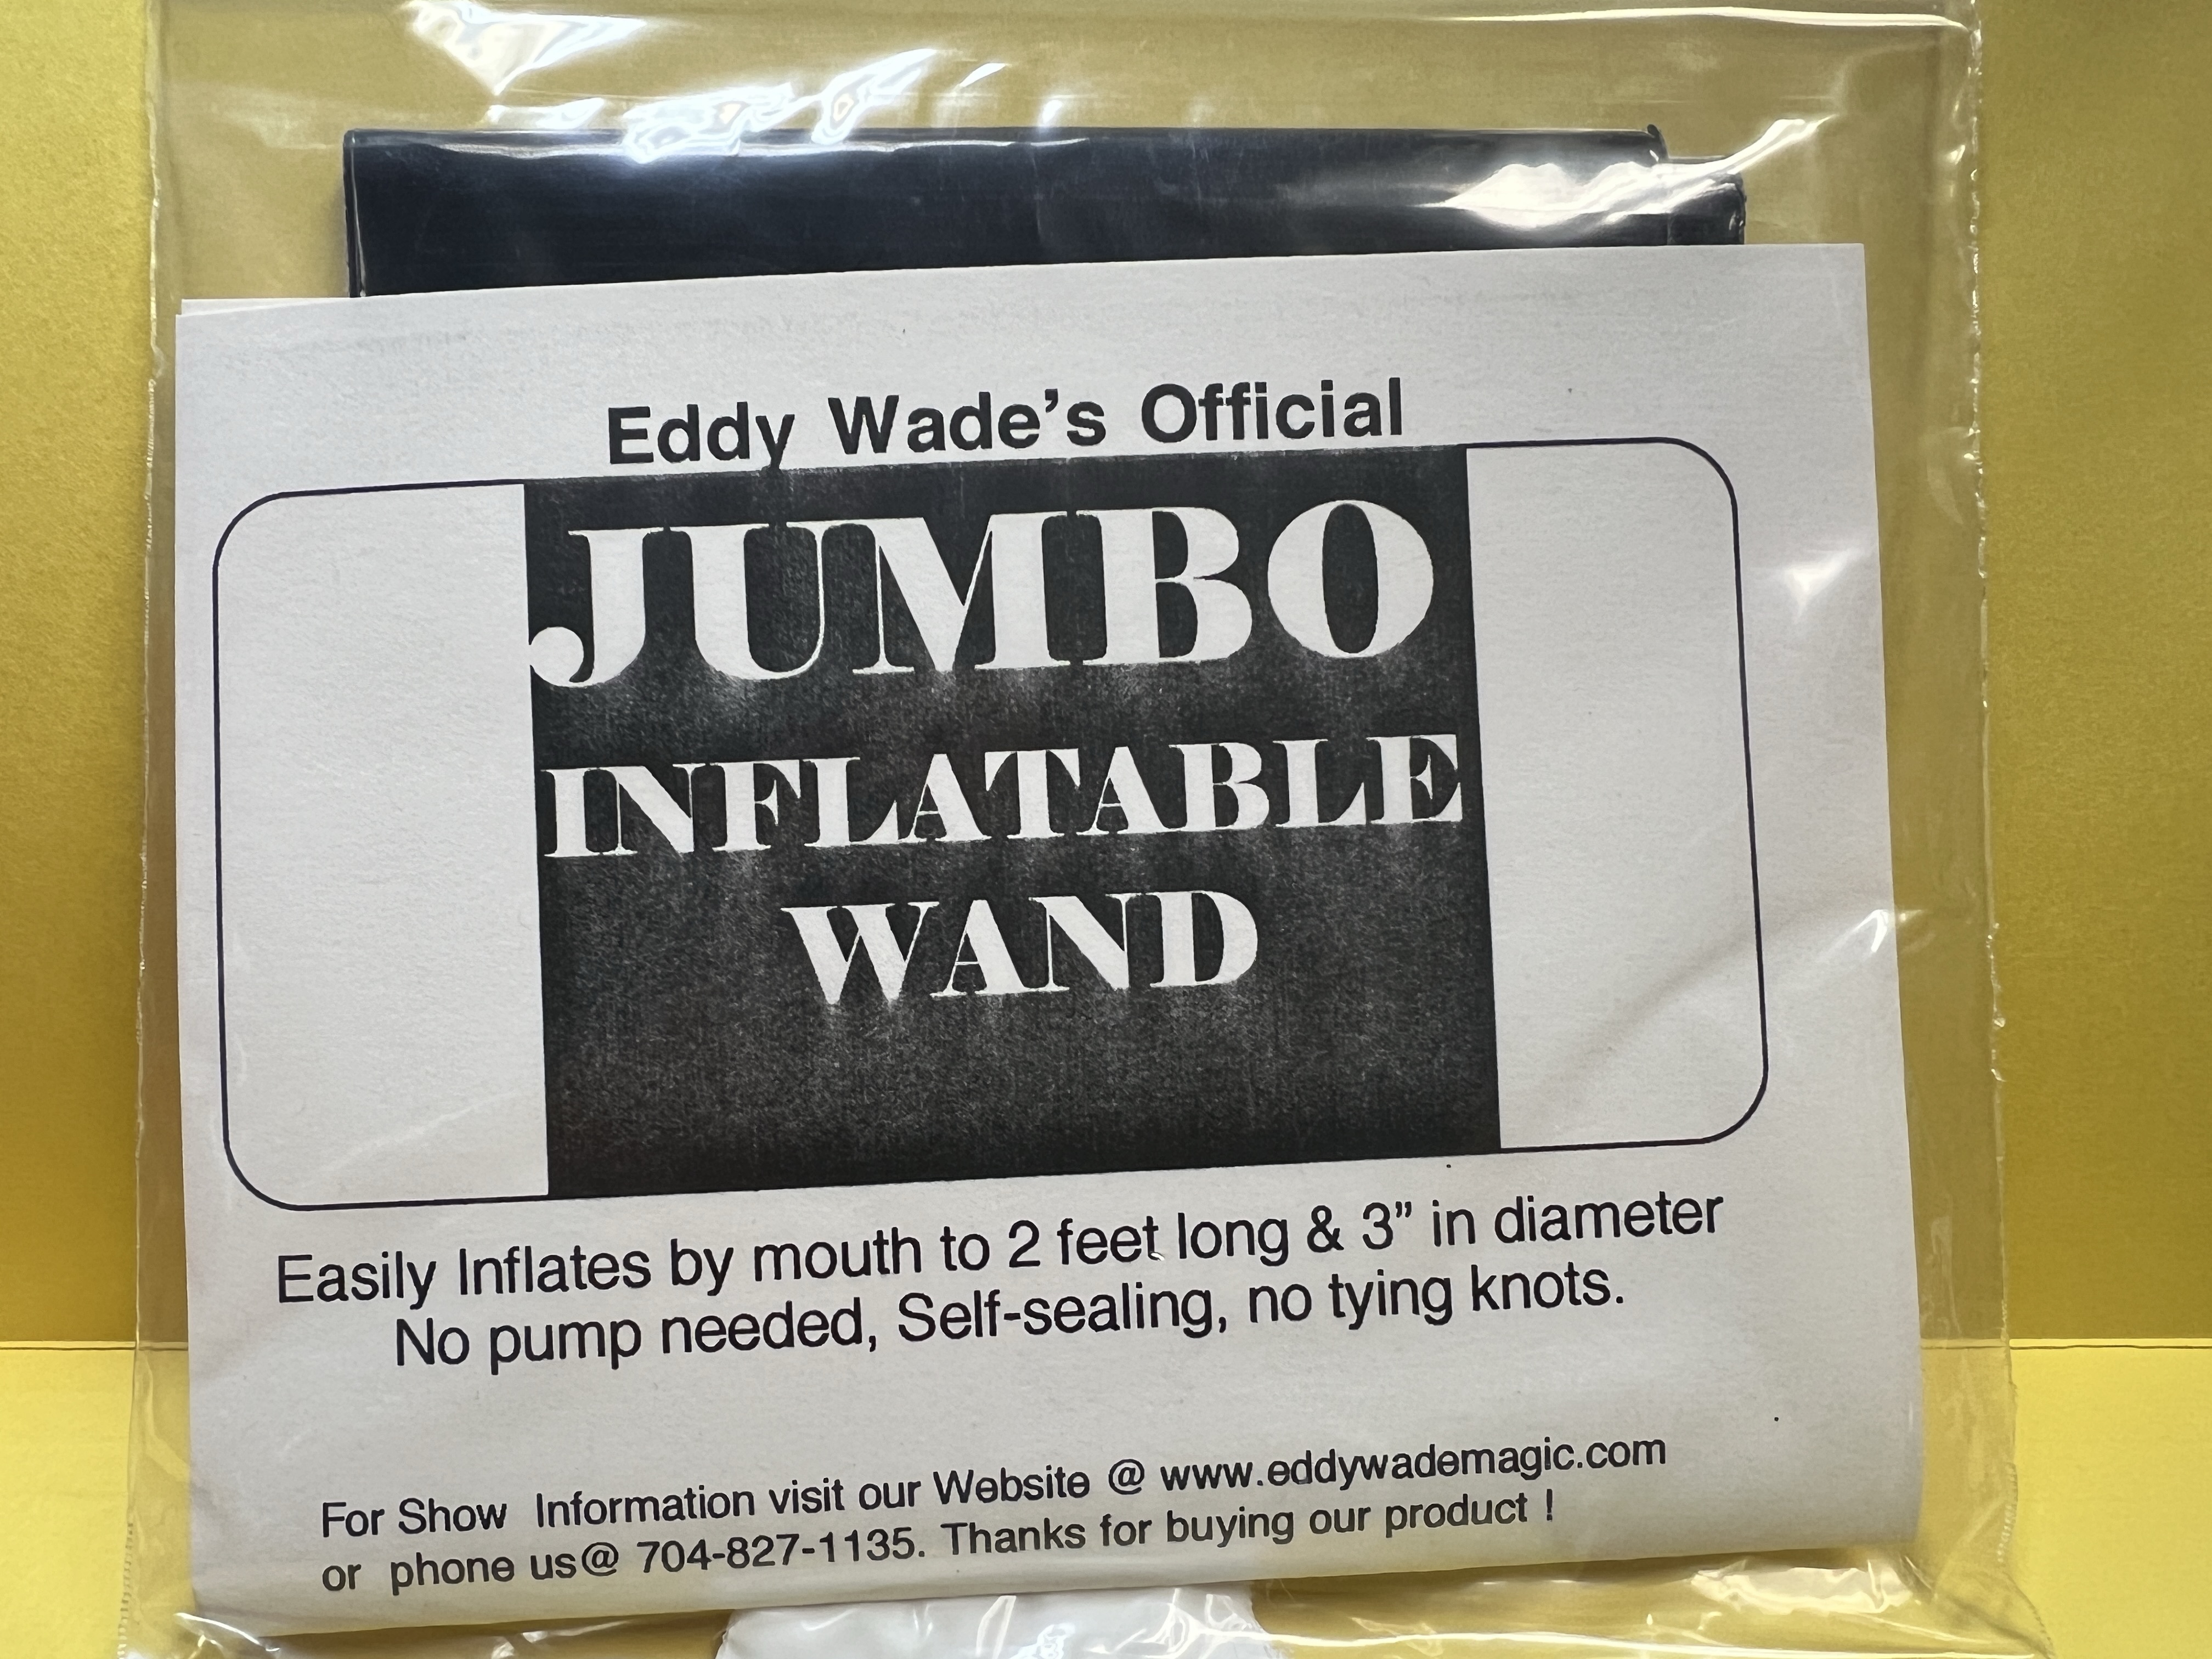 Eddy Wade's Official
JUMBO
INFLATABLE
WAND
Easily Inflates by mouth to 2 feet long & 3” in diameter
No pump needed, Self-sealing, no tying knots.
For Show Information visit our Website @ www.eddywademagic.com
or phone us@ 704-827-1135. Thanks for buying our product !